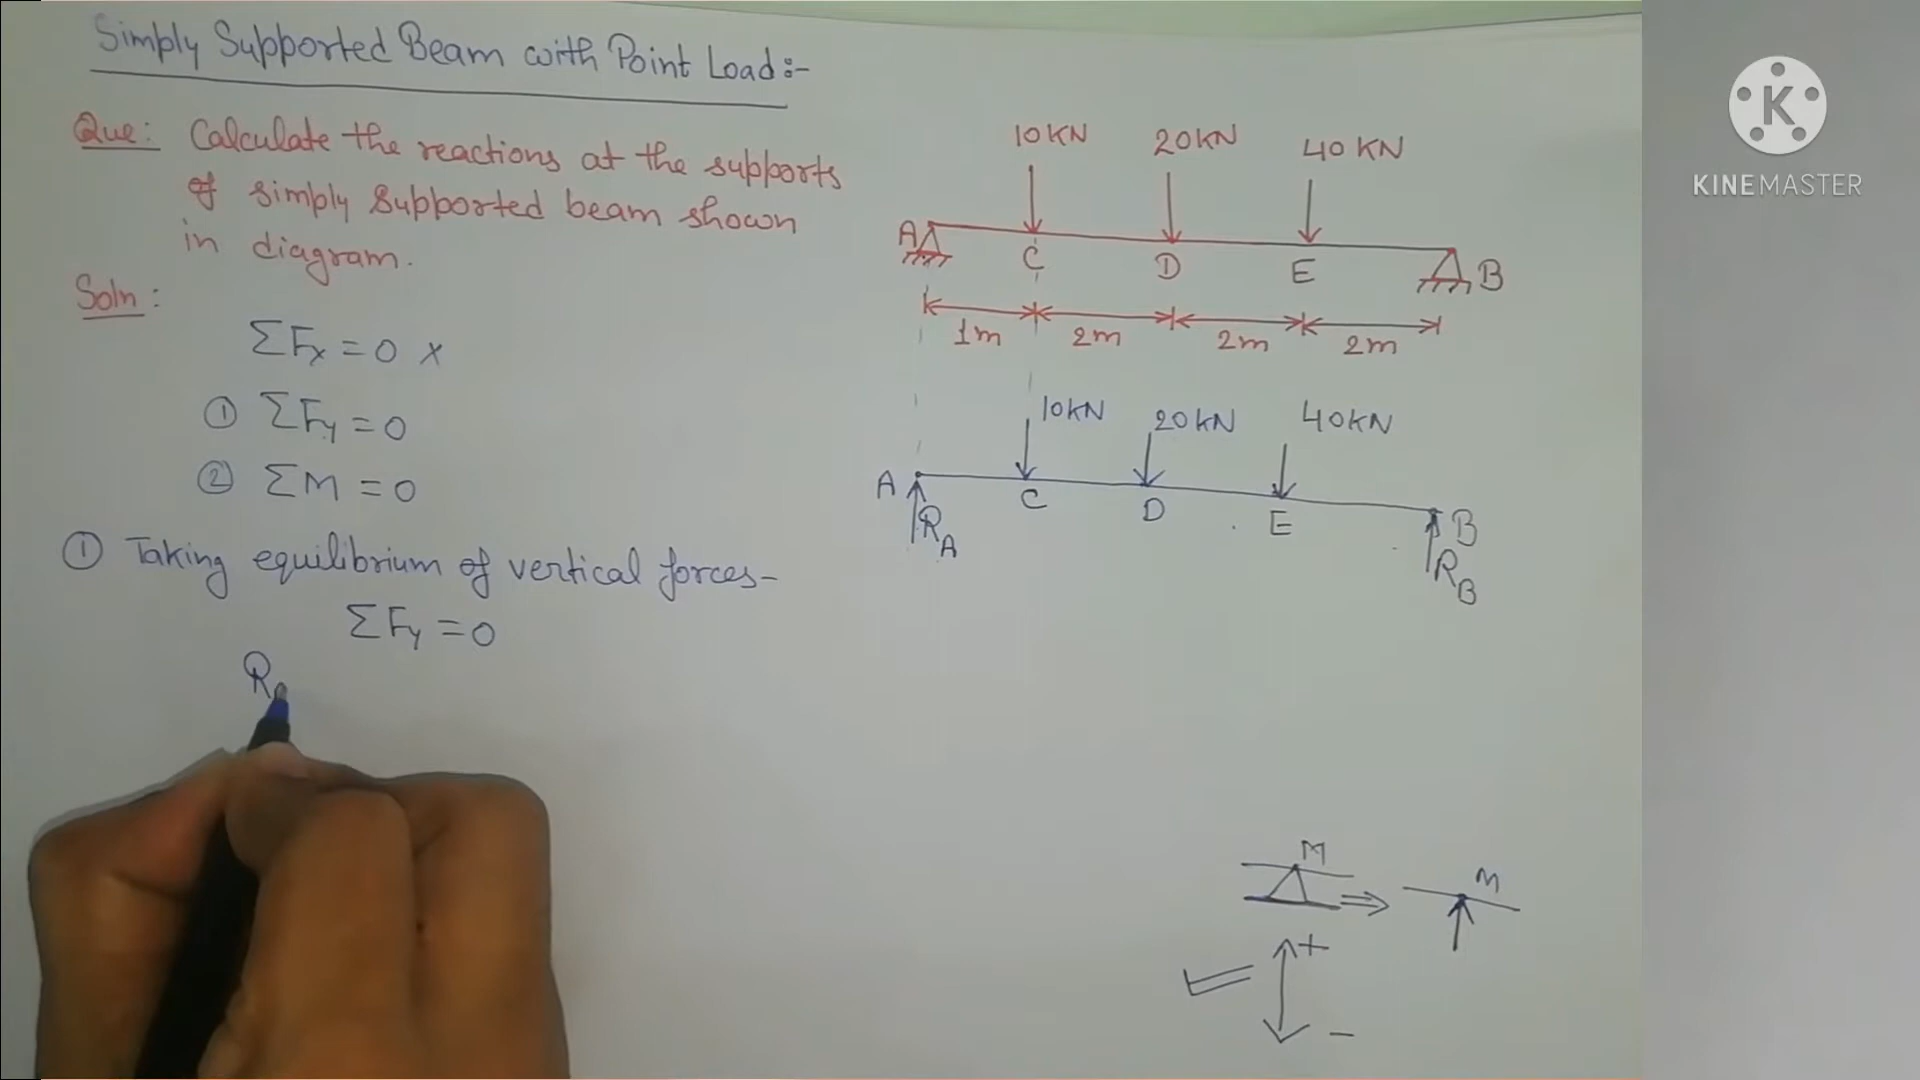 Simply Supported Beam with Point Load:-
Que: Calculate the reactions at the supports
of simply supported beam shown
in diagram.
Soln:
ΣFx = 0 x
① ΣFy = 0
② ΣM = 0
① Taking equilibrium of vertical forces-
ΣFy = 0
R
10KN 20KN 40 KN
A C D E B
1m 2m 2m 2m
10KN 20KN 40KN
A C D E B
RA RB
M M
+
-
K
KINEMASTER